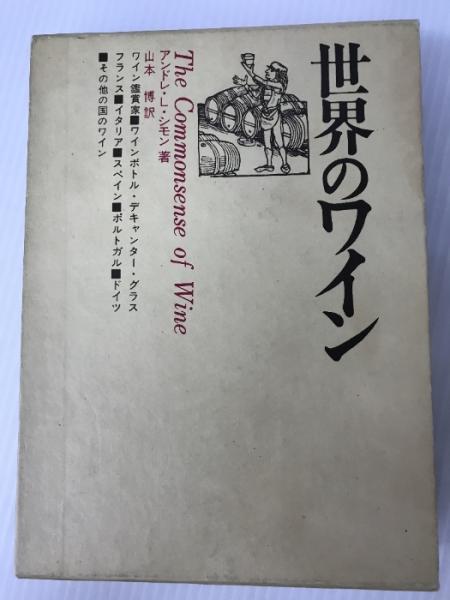 世界のワイン
The Commonsense of Wine
アンドレ・L・シモン 著
山本 博 訳
ワイン鑑賞家■ワインボトル・デキャンター・グラス
フランス■イタリア■スペイン■ポルトガル■ドイツ
■その他の国のワイン